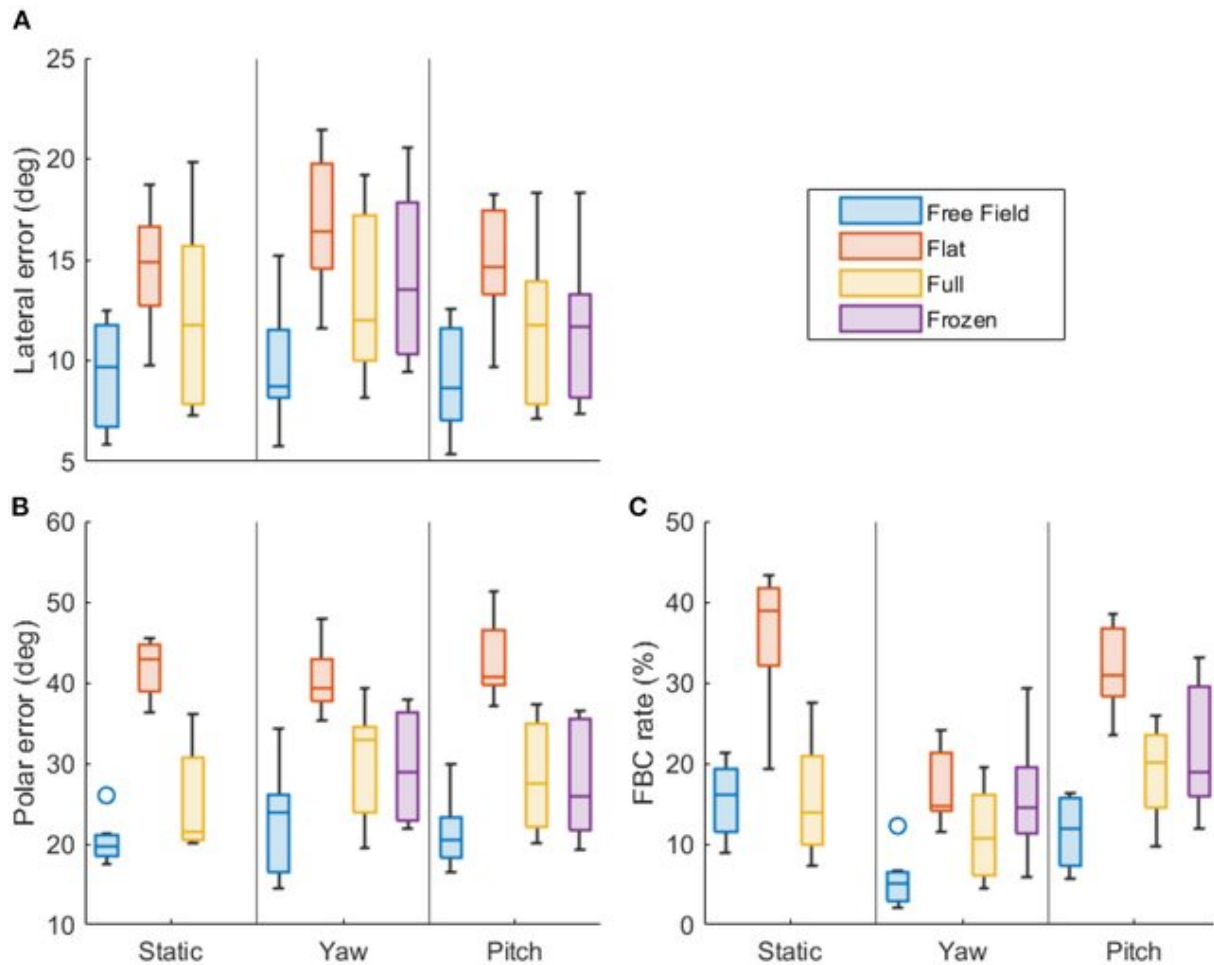 A
25
20
15
10
5
Lateral error (deg)
Free Field
Flat
Full
Frozen
B
60
50
40
30
20
10
Polar error (deg)
Static Yaw Pitch
C
50
40
30
20
10
0
FBC rate (%)
Static Yaw Pitch